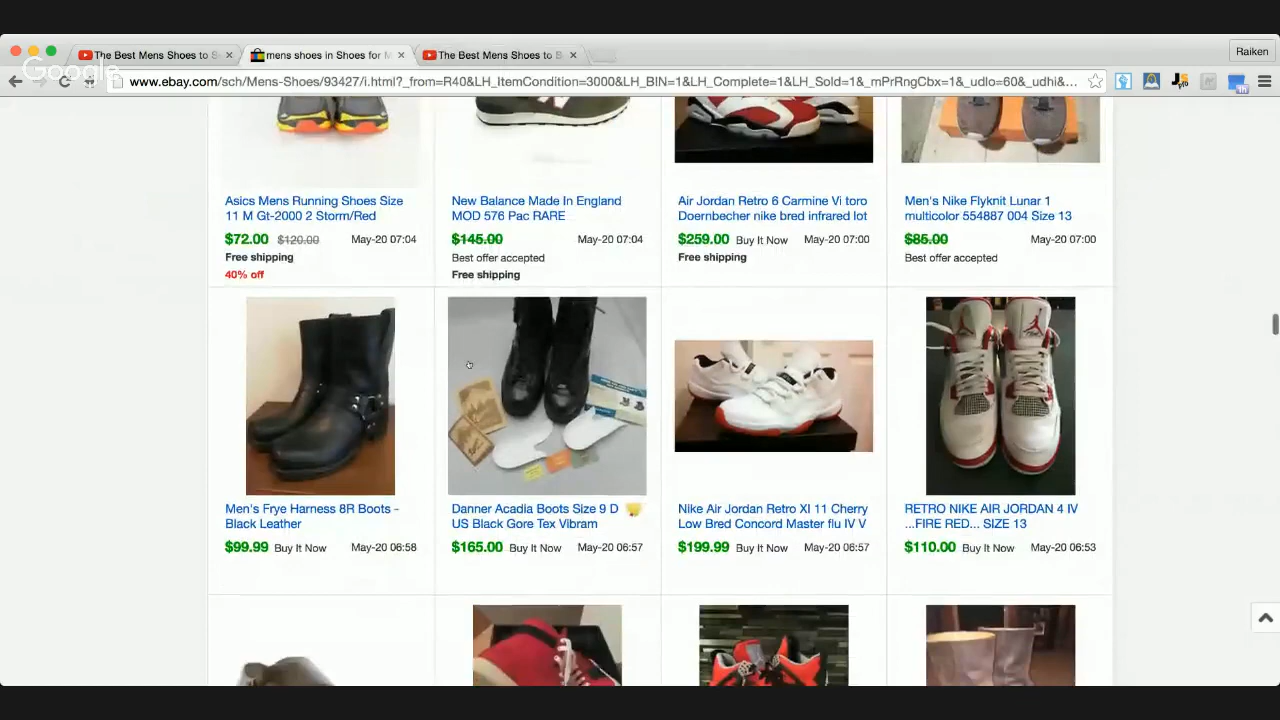 The Best Mens Shoes to S
mens shoes in Shoes for M
The Best Mens Shoes to S
Raiken
Google
www.ebay.com/sch/Mens-Shoes/93427/i.html?_from=R40&LH_ItemCondition=3000&LH_BIN=1&LH_Complete=1&LH_Sold=1&_mPrRngCbx=1&_udlo=60&_udhi&...
Asics Mens Running Shoes Size
11 M Gt-2000 2 Storm/Red
$72.00 $120.00 May-20 07:04
Free shipping
40% off
New Balance Made In England
MOD 576 Pac RARE
$145.00 May-20 07:04
Best offer accepted
Free shipping
Air Jordan Retro 6 Carmine Vi toro
Doernbecher nike bred infrared lot
$259.00 Buy It Now May-20 07:00
Free shipping
Men's Nike Flyknit Lunar 1
multicolor 554887 004 Size 13
$85.00 May-20 07:00
Best offer accepted
Men's Frye Harness 8R Boots -
Black Leather
$99.99 Buy It Now May-20 06:58
Danner Acadia Boots Size 9 D
US Black Gore Tex Vibram
$165.00 Buy It Now May-20 06:57
Nike Air Jordan Retro XI 11 Cherry
Low Bred Concord Master flu IV V
$199.99 Buy It Now May-20 06:57
RETRO NIKE AIR JORDAN 4 IV
...FIRE RED... SIZE 13
$110.00 Buy It Now May-20 06:53